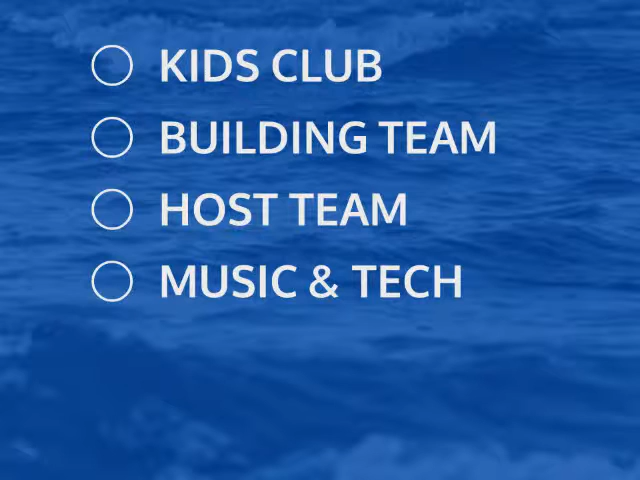 KIDS CLUB
BUILDING TEAM
HOST TEAM
MUSIC & TECH